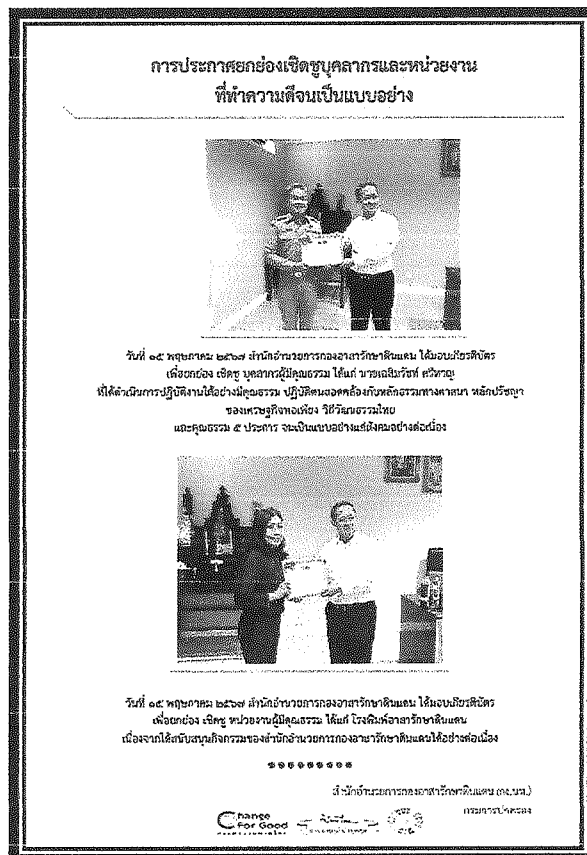 การประกาศยกย่องเชิดชูบุคลากรและหน่วยงาน
ที่ทำความดีจนเป็นแบบอย่าง
วันที่ ๑๕ พฤษภาคม ๒๕๖๗ สำนักอำนวยการกองอาสารักษาดินแดน ได้มอบเกียรติบัตร
เพื่อยกย่อง เชิดชู บุคลากรผู้มีคุณธรรม ได้แก่ นายเฉลิมวัชท์
ที่ได้ดำเนินการปฏิบัติงานได้อย่างมีคุณธรรม ปฏิบัติตนสอดคล้องกับหลักธรรมทางศาสนา หลักปรัชญา
ของเศรษฐกิจพอเพียง วิถีวัฒนธรรมไทย
และคุณธรรม ๕ ประการ จนเป็นแบบอย่างแก่สังคมอย่างต่อเนื่อง
วันที่ ๑๕ พฤษภาคม ๒๕๖๗ สำนักอำนวยการกองอาสารักษาดินแดน ได้มอบเกียรติบัตร
เพื่อยกย่อง เชิดชู หน่วยงานผู้มีคุณธรรม ได้แก่ โรงพิมพ์อาสารักษาดินแดน
เนื่องจากได้สนับสนุนกิจกรรมของสำนักอำนวยการกองอาสารักษาดินแดนได้อย่างต่อเนื่อง
สำนักอำนวยการกองอาสารักษาดินแดน (กง.นส.)
กรมการปกครอง
Change
For Good